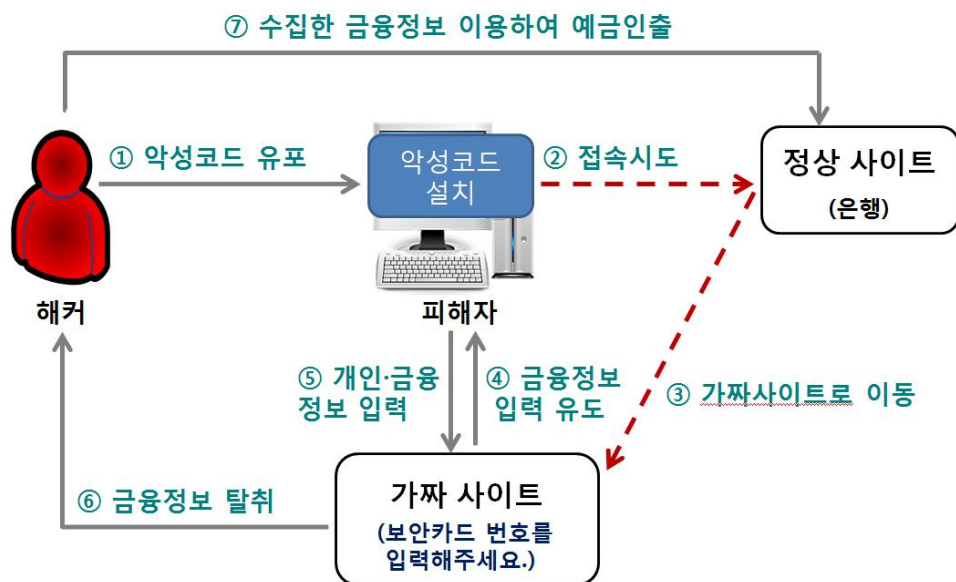 ⑦ 수집한 금융정보 이용하여 예금인출
① 악성코드 유포
악성코드
설치
② 접속시도
정상 사이트
(은행)
해커
피해자
⑤ 개인·금융
정보 입력
④ 금융정보
입력 유도
③ 가짜사이트로 이동
⑥ 금융정보 탈취
가짜 사이트
(보안카드 번호를
입력해주세요.)